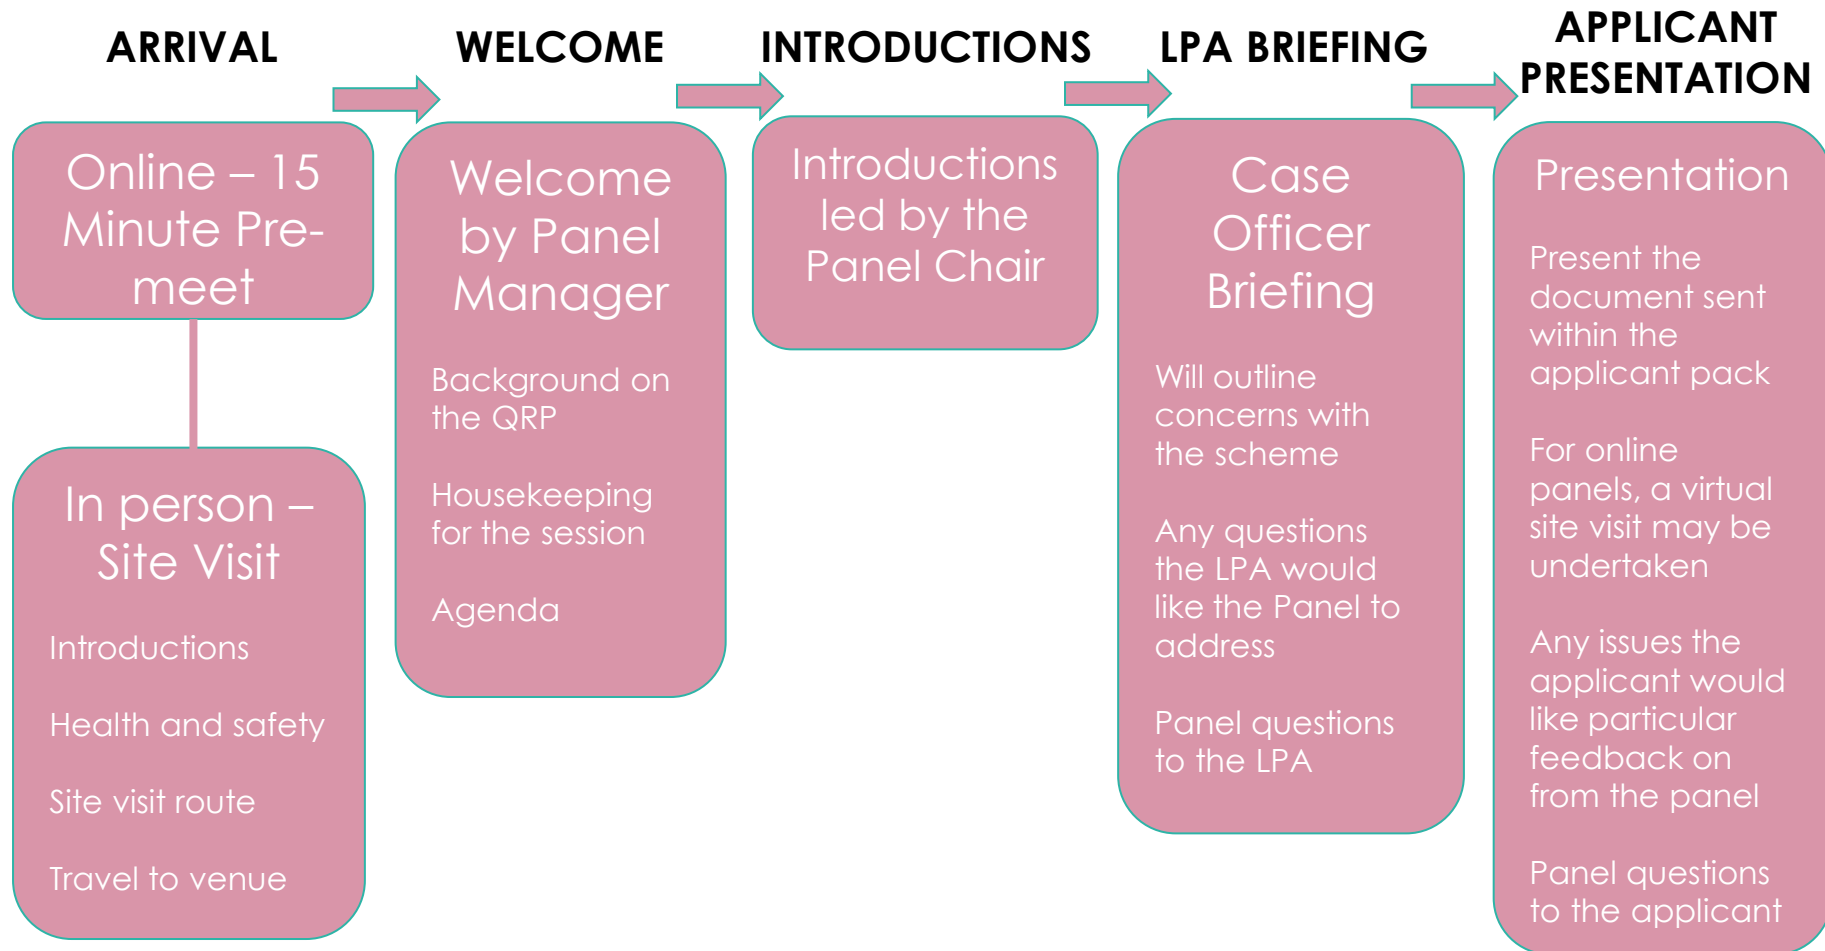 ARRIVAL
Online – 15
Minute Pre-
meet
In person –
Site Visit
Introductions
Health and safety
Site visit route
Travel to venue
WELCOME
Welcome
by Panel
Manager
Background on
the QRP
Housekeeping
for the session
Agenda
INTRODUCTIONS
Introductions
led by the
Panel Chair
LPA BRIEFING
Case
Officer
Briefing
Will outline
concerns with
the scheme
Any questions
the LPA would
like the Panel to
address
Panel questions
to the LPA
APPLICANT
PRESENTATION
Presentation
Present the
document sent
within the
applicant pack
For online
panels, a virtual
site visit may be
undertaken
Any issues the
applicant would
like particular
feedback on
from the panel
Panel questions
to the applicant